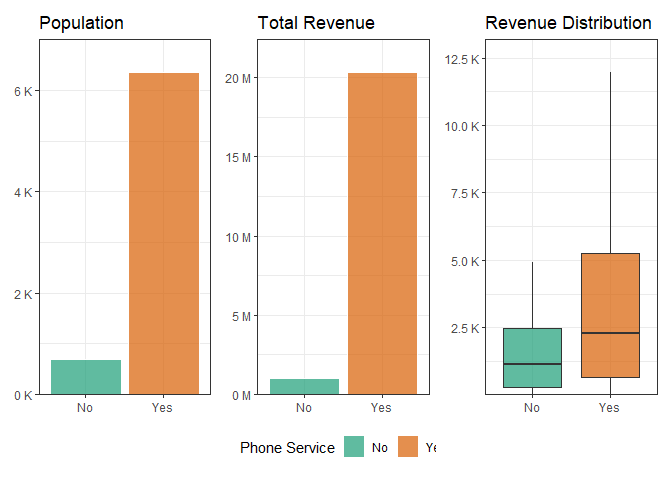 Population
6 K
4 K
2 K
0 K
No
Yes
Total Revenue
20 M
15 M
10 M
5 M
0 M
No
Yes
Revenue Distribution
12.5 K
10.0 K
7.5 K
5.0 K
2.5 K
No
Yes
Phone Service No Ye